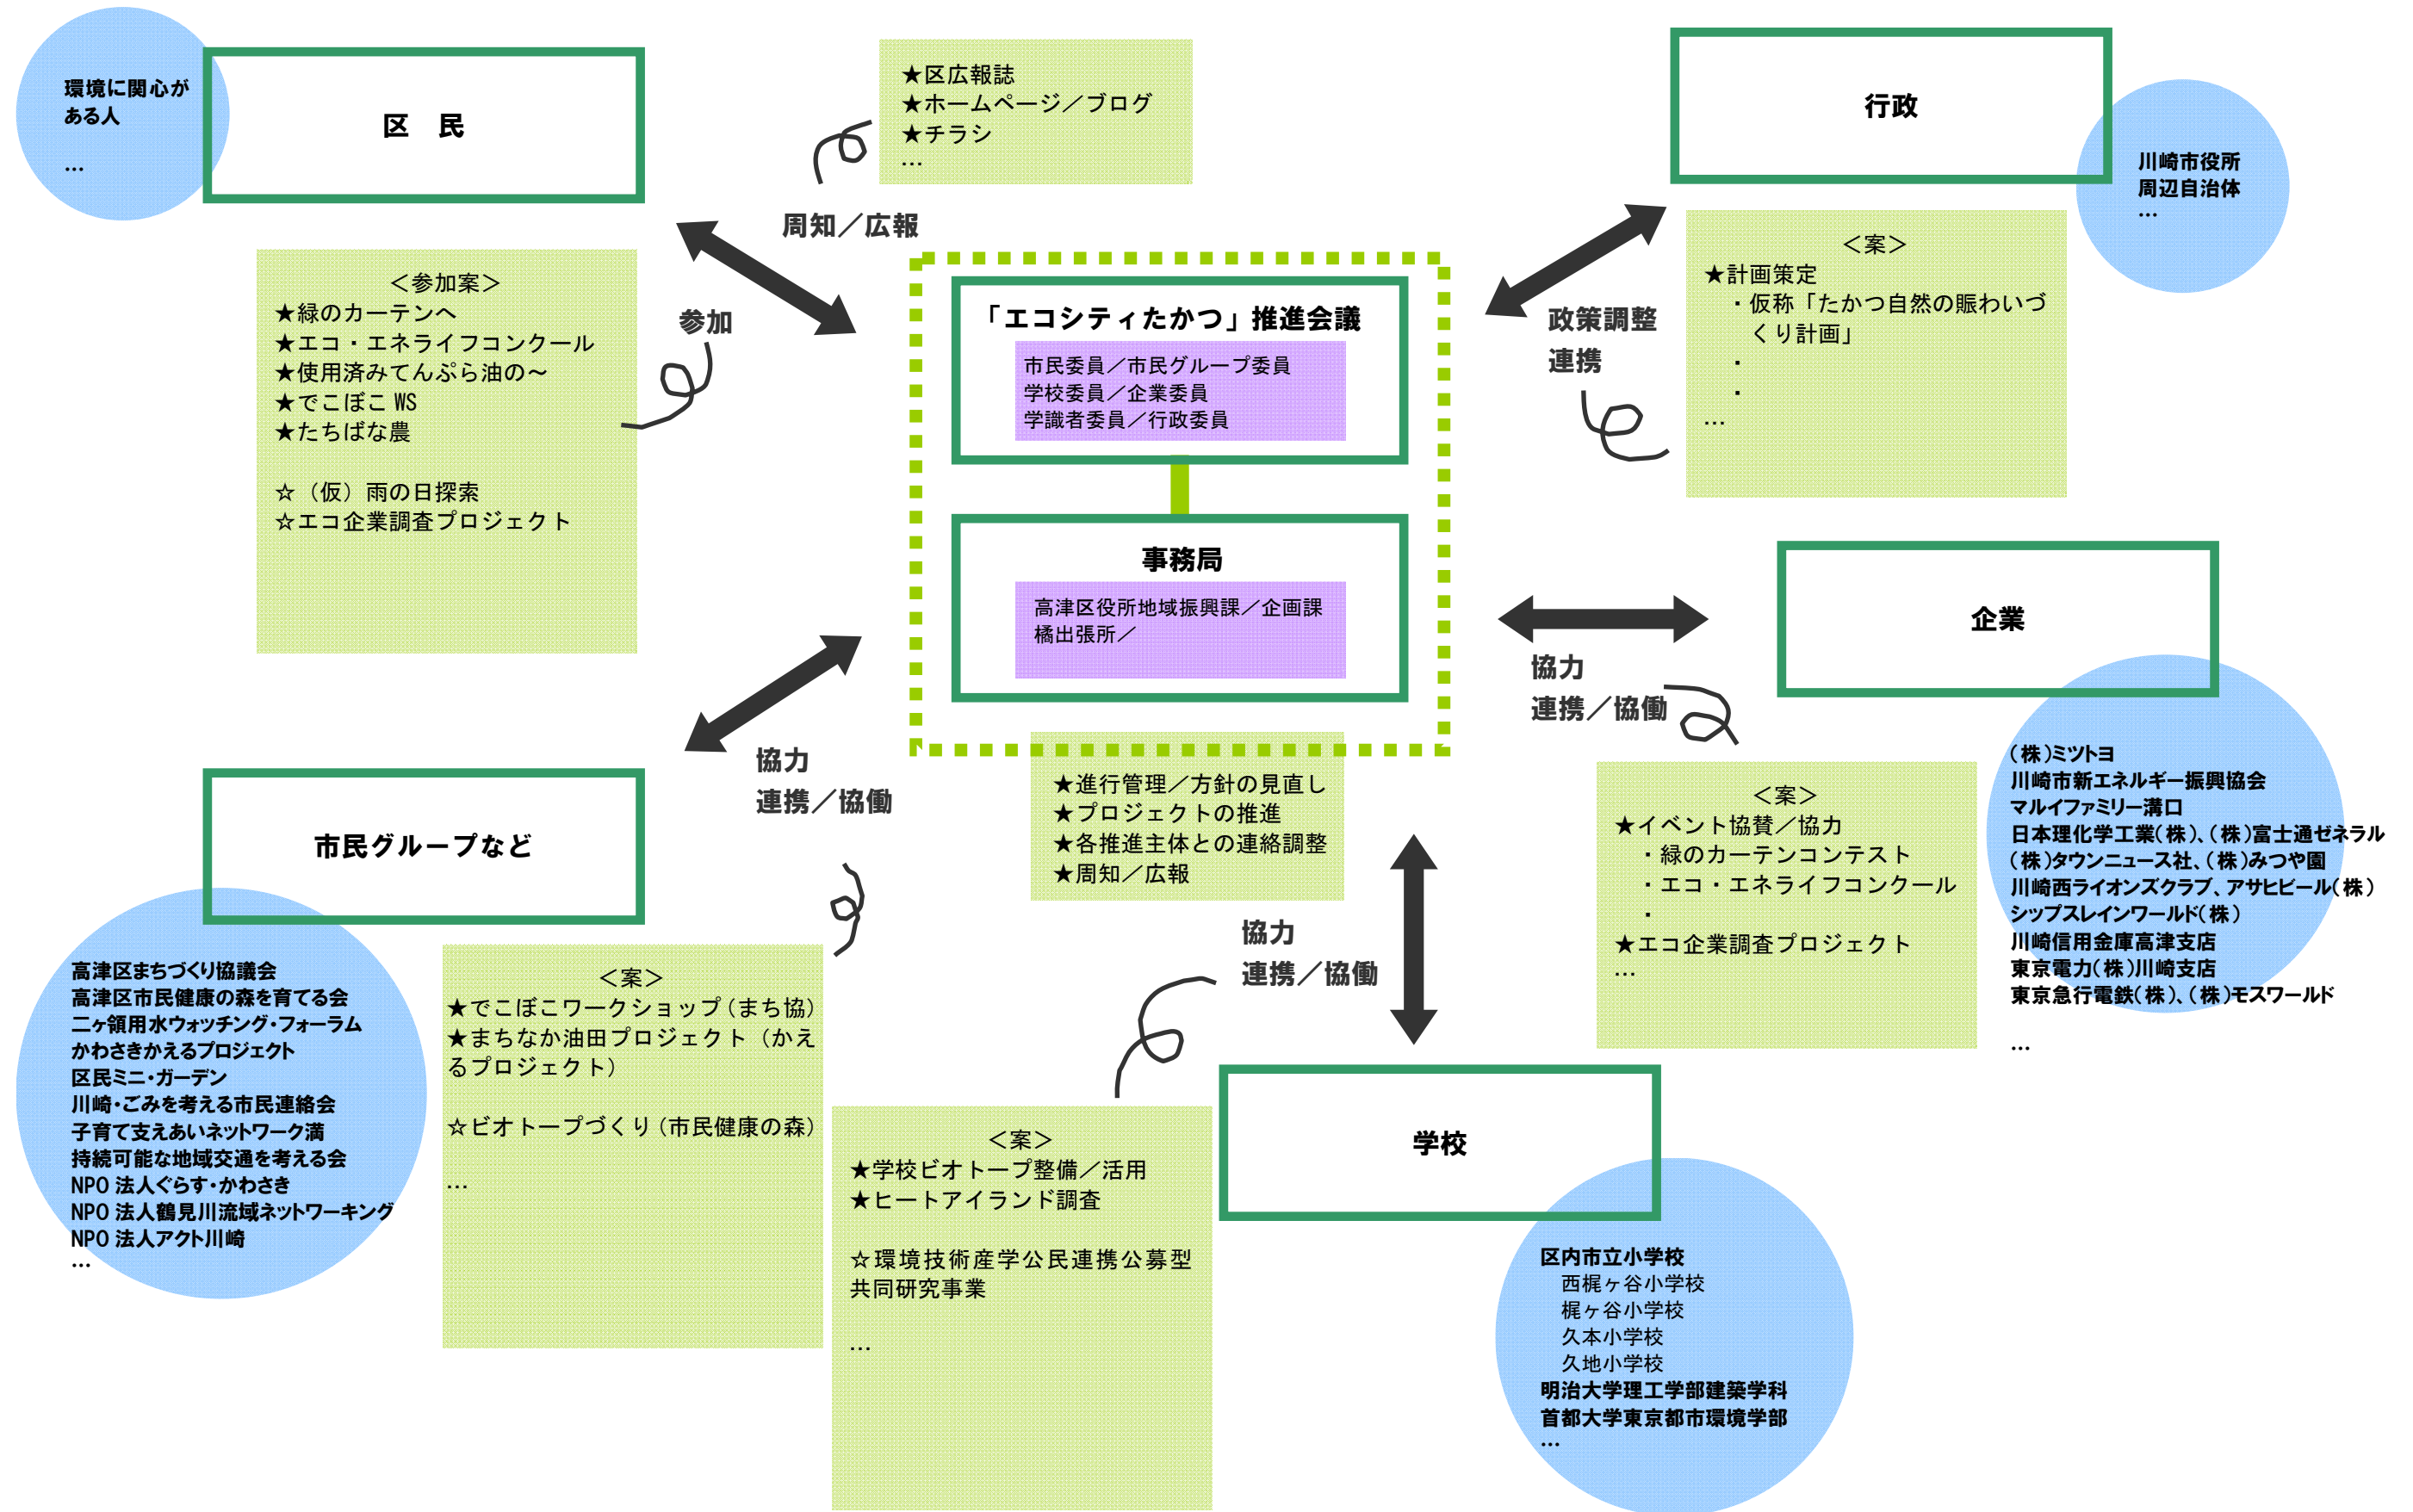 環境に関心が
ある人
…
区　民
★区広報誌
★ホームページ／ブログ
★チラシ
…
周知／広報
行政
川崎市役所
周辺自治体
…
＜参加案＞
★緑のカーテンへ
★エコ・エネライフコンクール
★使用済みてんぷら油の～
★でこぼこ WS
★たちばな農
☆（仮）雨の日探索
☆エコ企業調査プロジェクト
参加
「エコシティたかつ」推進会議
市民委員／市民グループ委員
学校委員／企業委員
学識者委員／行政委員
事務局
高津区役所地域振興課／企画課
橘出張所／
★進行管理／方針の見直し
★プロジェクトの推進
★各推進主体との連絡調整
★周知／広報
政策調整
連携
＜案＞
★計画策定
・仮称「たかつ自然の賑わいづ
くり計画」
・
・
…
企業
協力
連携／協働
＜案＞
★イベント協賛／協力
・緑のカーテンコンテスト
・エコ・エネライフコンクール
・
★エコ企業調査プロジェクト
…
（株）ミツトヨ
川崎市新エネルギー振興協会
マルイファミリー溝口
日本理化学工業（株）、（株）富士通ゼネラル
（株）タウンニュース社、（株）みつや園
川崎西ライオンズクラブ、アサヒビール（株）
シップスレインワールド（株）
川崎信用金庫高津支店
東京電力（株）川崎支店
東京急行電鉄（株）、（株）モスワールド
…
協力
連携／協働
市民グループなど
高津区まちづくり協議会
高津区市民健康の森を育てる会
二ヶ領用水ウォッチング・フォーラム
かわさきかえるプロジェクト
区民ミニ・ガーデン
川崎・ごみを考える市民連絡会
子育て支えあいネットワーク満
持続可能な地域交通を考える会
NPO 法人ぐらす・かわさき
NPO 法人鶴見川流域ネットワーキング
NPO 法人アクト川崎
…
＜案＞
★でこぼこワークショップ（まち協）
★まちなか油田プロジェクト（かえ
るプロジェクト）
☆ビオトープづくり（市民健康の森）
…
協力
連携／協働
＜案＞
★学校ビオトープ整備／活用
★ヒートアイランド調査
☆環境技術産学公民連携公募型
共同研究事業
…
学校
区内市立小学校
西梶ヶ谷小学校
梶ヶ谷小学校
久本小学校
久地小学校
明治大学理工学部建築学科
首都大学東京都市環境学部
…